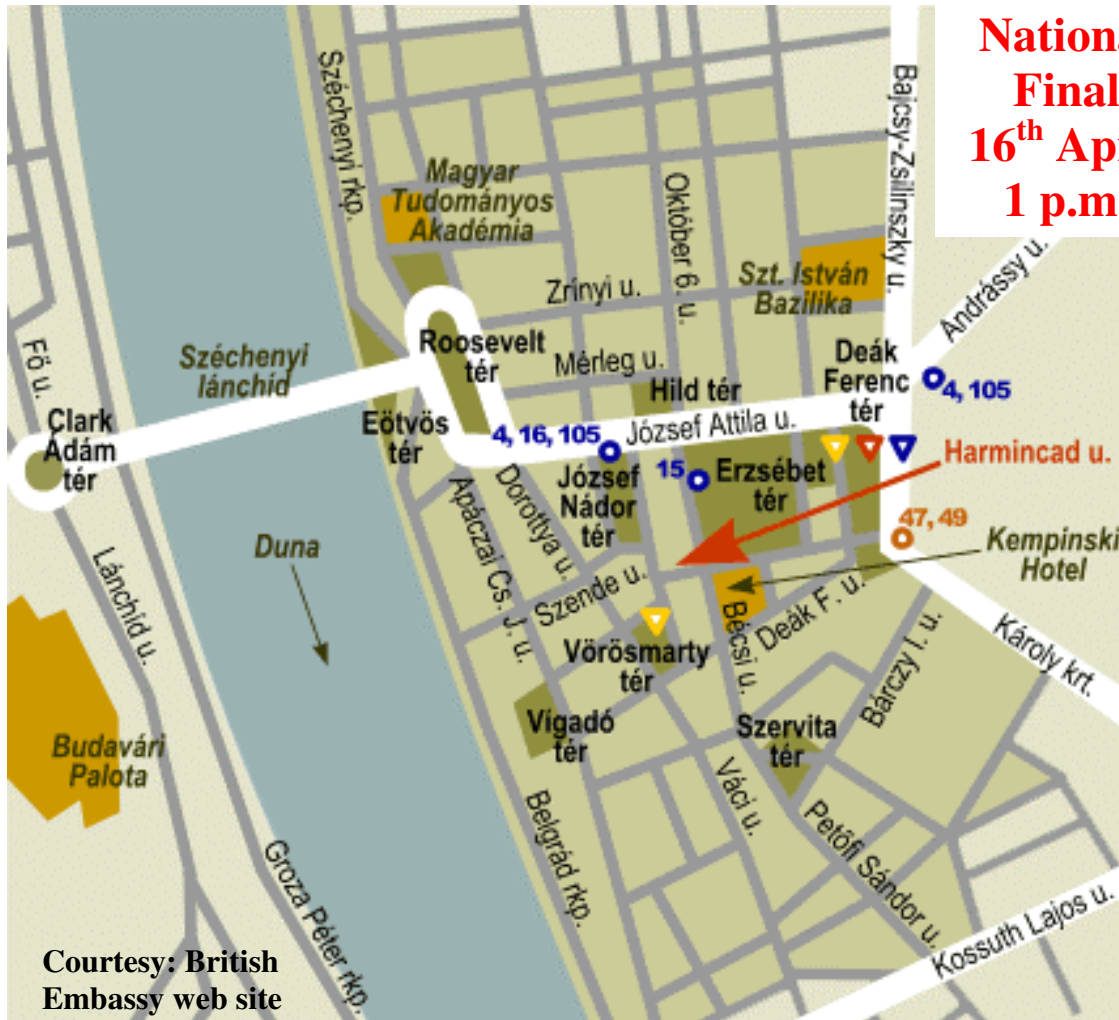 Nationa
Final
16th Ap
1 p.m
Széchenyi rkp.
Magyar
Tudományos
Akadémia
Október 6. u.
Bajcsy-Zsilinszky u.
Andrássy u.
Zrínyi u.
Szt. István
Bazilika
Fő u.
Széchenyi
lánchíd
Roosevelt
tér
Mérleg u.
Hild tér
Deák
Ferenc
tér
4, 105
Clark
Ádám
tér
Eötvös
tér
4, 16, 105
József Attila u.
József
Nádor
tér
15
Erzsébet
tér
Harmincad u.
47, 49
Kempinski
Hotel
Apáczai Cs. J. u.
Dorottya u.
Duna
Szende u.
Lánchíd u.
Bécsi u.
Deák F. u.
Károly krt.
Vörösmarty
tér
Bárczy I. u.
Vigadó
tér
Szervita
tér
Budavári
Palota
Váci u.
Belgrád rkp.
Petőfi Sándor u.
Groza Péter rkp.
Kossuth Lajos u.
Courtesy: British
Embassy web site